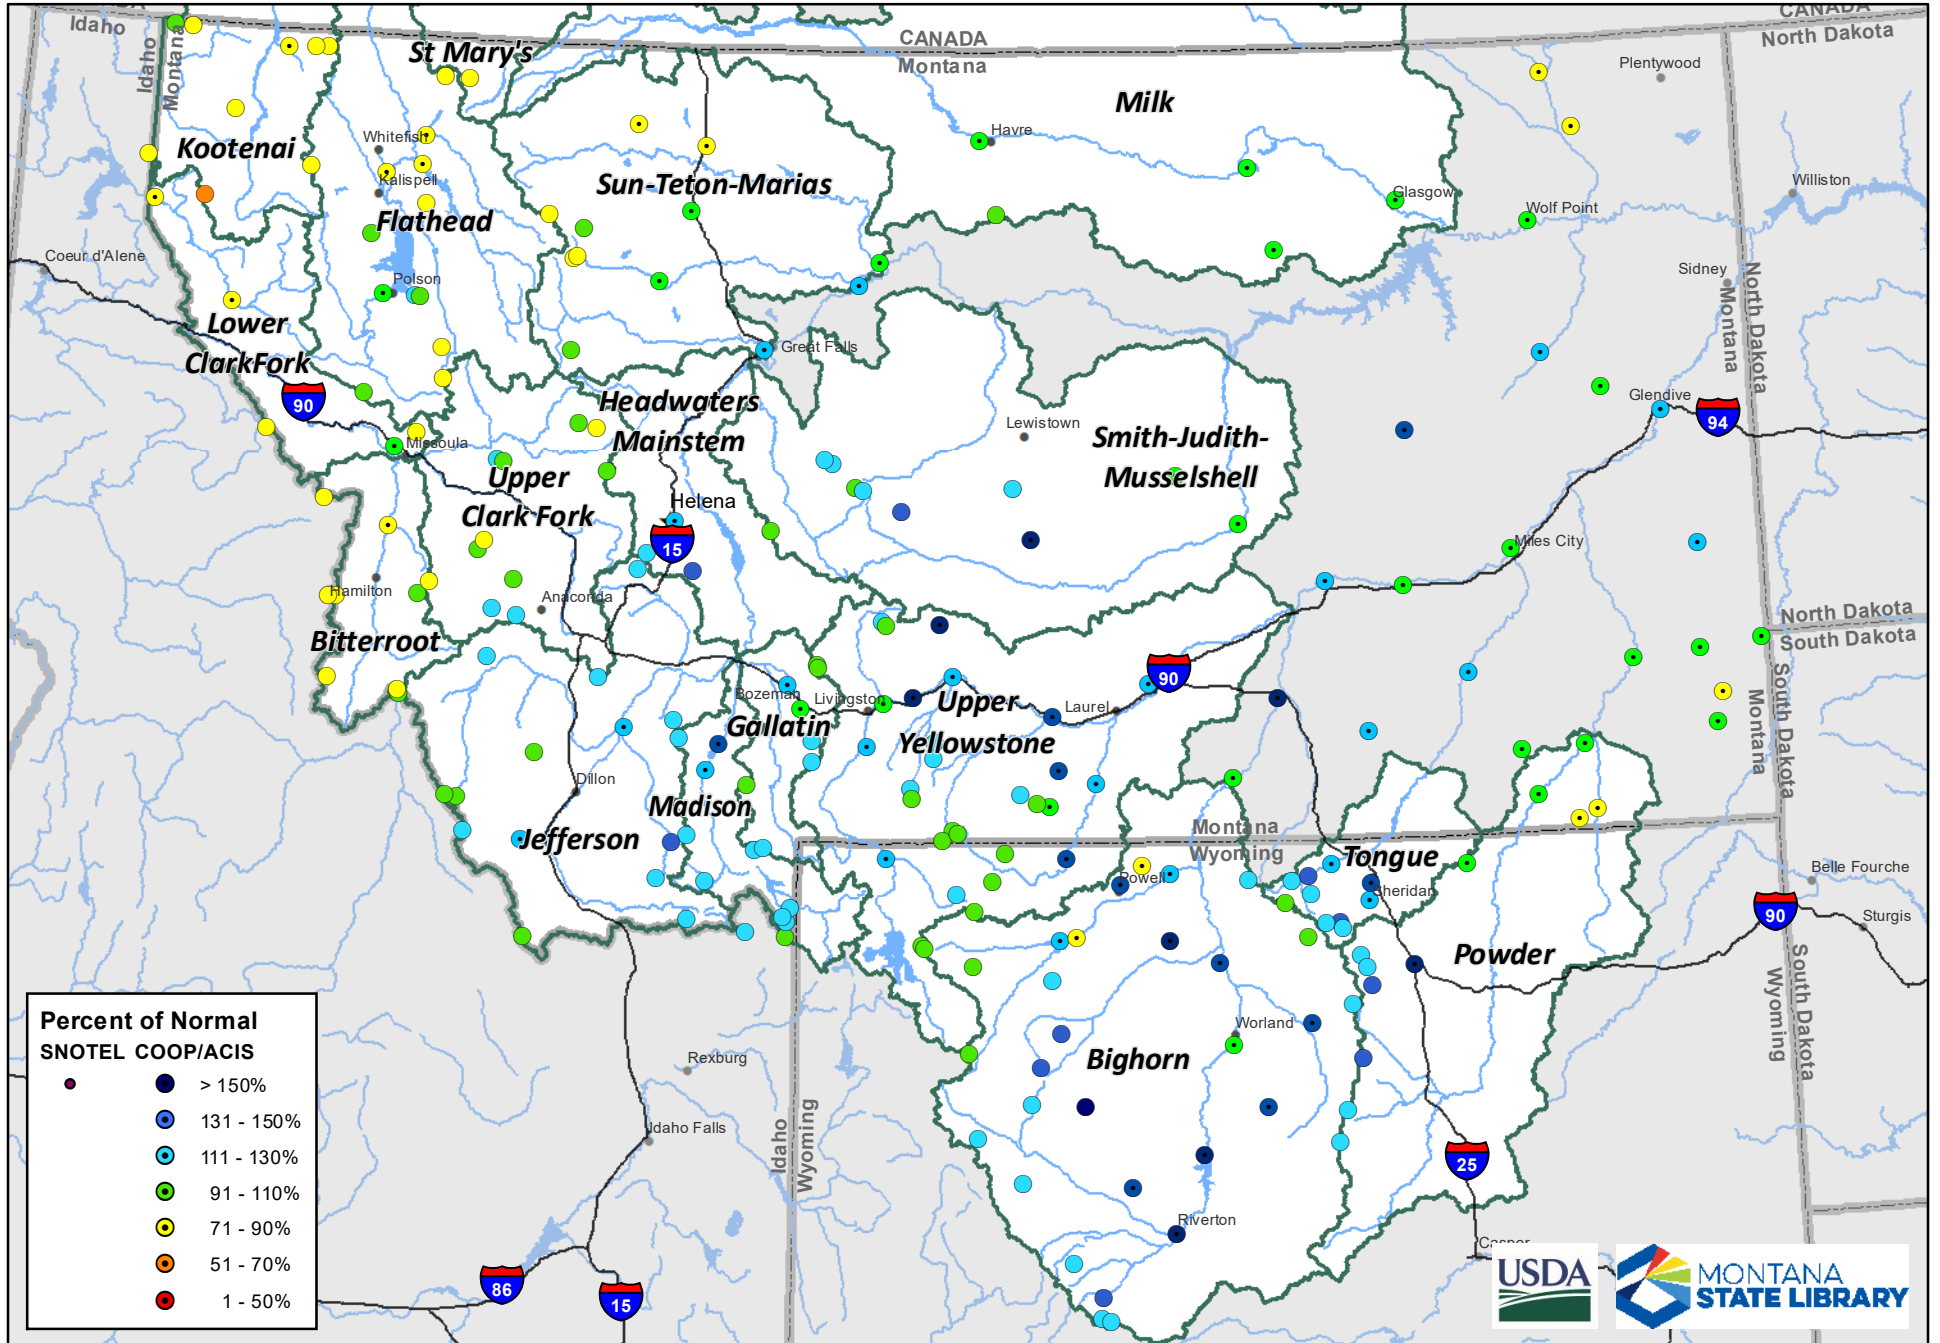 CANADA
Idaho
Idaho
Montana
St Mary's
CANADA
Montana
CANADA
North Dakota
Plentywood
Milk
Havre
Whitefish
Kootenai
Kalispell
Sun-Teton-Marias
Flathead
Glasgow
Wolf Point
Williston
Coeur d'Alene
Polson
Sidney
Montana
North Dakota
Lower
ClarkFork
Great Falls
90
Headwaters
Mainstem
Lewistown
Smith-Judith-
Musselshell
Glendive
94
Missoula
Upper
Clark Fork
Helena
15
Miles City
Hamilton
Anaconda
Bitterroot
North Dakota
South Dakota
Bozeman
Livingston
Gallatin
Upper
Yellowstone
Laurel
90
South Dakota
Montana
Dillon
Madison
Jefferson
Montana
Wyoming
Tongue
Powell
Sheridan
Belle Fourche
90
Sturgis
Powder
South Dakota
Wyoming
Worland
Bighorn
Rexburg
Idaho Falls
Idaho
Wyoming
25
Riverton
Casper
86
15
Percent of Normal
SNOTEL COOP/ACIS
> 150%
131 - 150%
111 - 130%
91 - 110%
71 - 90%
51 - 70%
1 - 50%
USDA
MONTANA
STATE LIBRARY